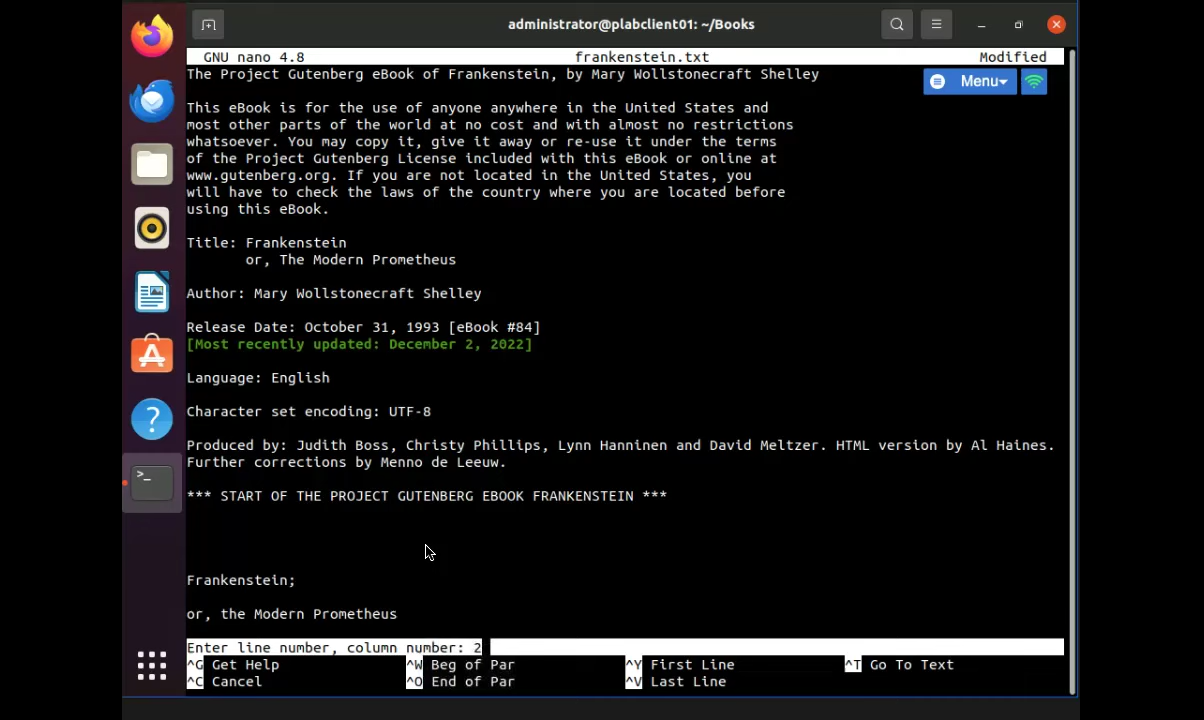 administrator@plabclient01: ~/Books
GNU nano 4.8 frankenstein.txt Modified
Menu
The Project Gutenberg eBook of Frankenstein, by Mary Wollstonecraft Shelley
This eBook is for the use of anyone anywhere in the United States and
most other parts of the world at no cost and with almost no restrictions
whatsoever. You may copy it, give it away or re-use it under the terms
of the Project Gutenberg License included with this eBook or online at
www.gutenberg.org. If you are not located in the United States, you
will have to check the laws of the country where you are located before
using this eBook.
Title: Frankenstein
or, The Modern Prometheus
Author: Mary Wollstonecraft Shelley
Release Date: October 31, 1993 [eBook #84]
[Most recently updated: December 2, 2022]
Language: English
Character set encoding: UTF-8
Produced by: Judith Boss, Christy Phillips, Lynn Hanninen and David Meltzer. HTML version by Al Haines.
Further corrections by Menno de Leeuw.
*** START OF THE PROJECT GUTENBERG EBOOK FRANKENSTEIN ***
Frankenstein;
or, the Modern Prometheus
Enter line number, column number: 2
^G Get Help ^W Beg of Par ^Y First Line ^T Go To Text
^C Cancel ^O End of Par ^V Last Line